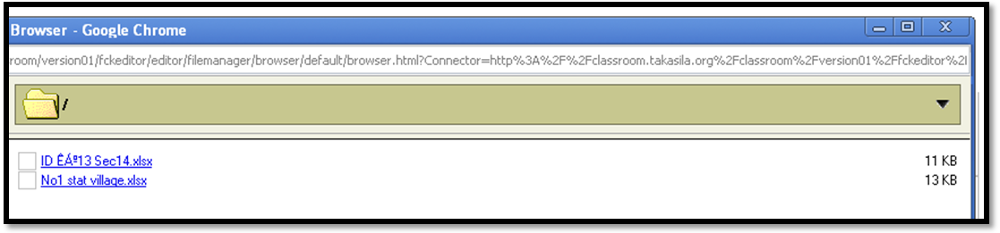 Browser - Google Chrome
room/version01/fckeditor/editor/filemanager/browser/default/browser.html?Connector=http%3A%2F%2Fclassroom.takasila.org%2Fclassroom%2Fversion01%2Ffckeditor%2
/
ID ÊÁº13 Sec14.xlsx 11 KB
No1 stat village.xlsx 13 KB